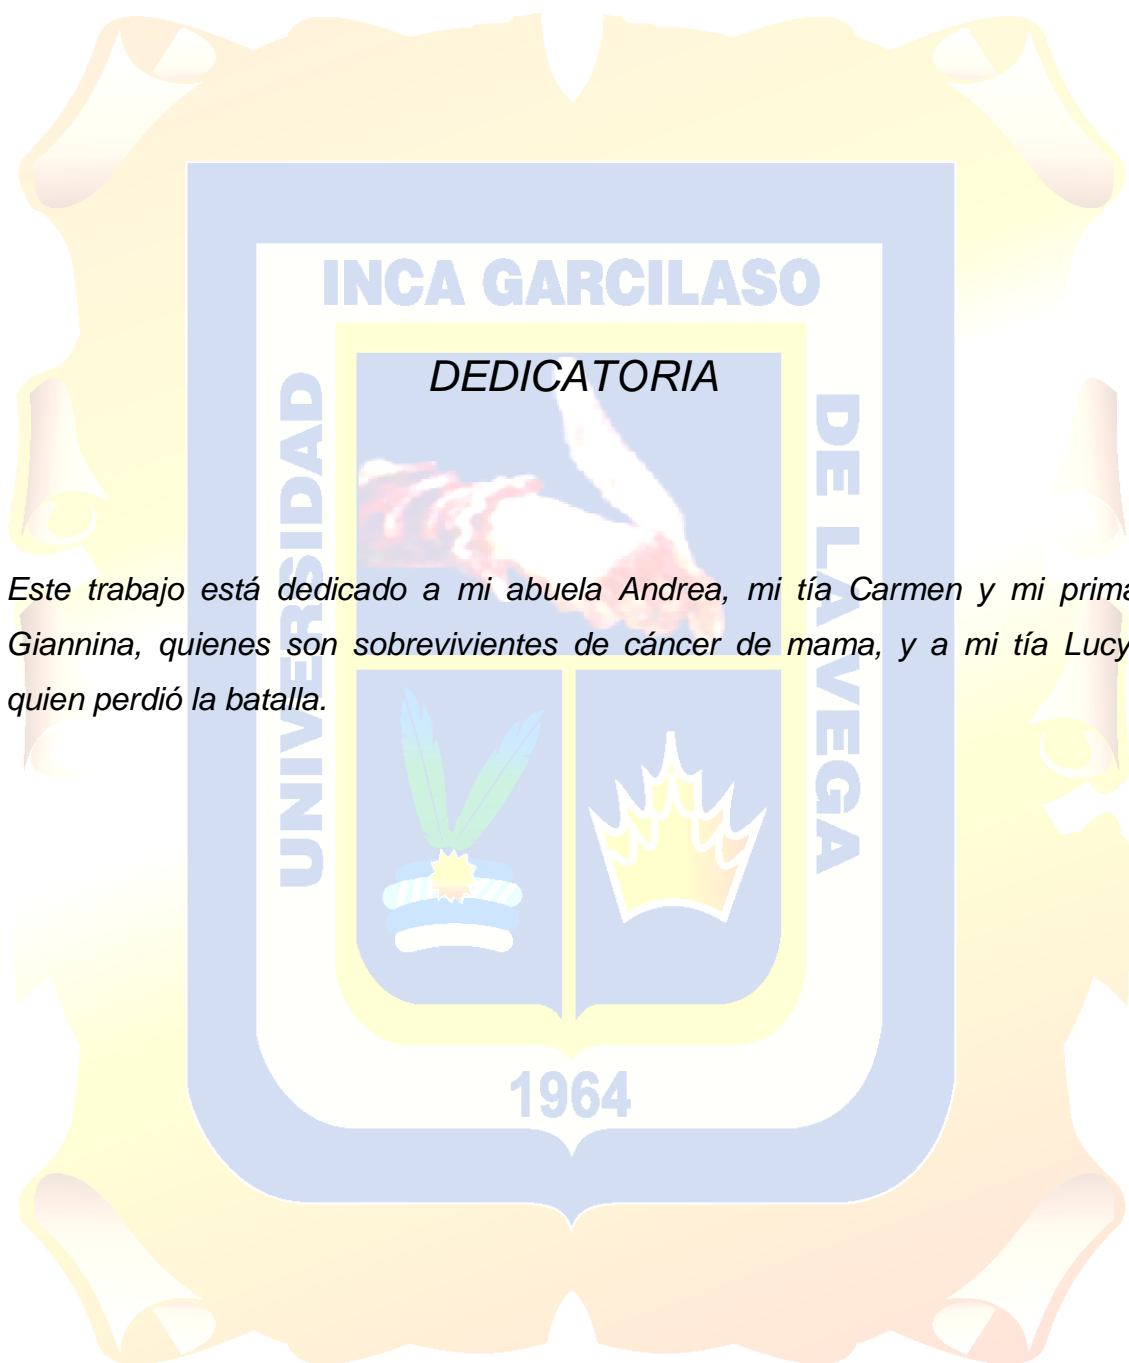 INCA GARCILASO
DEDICATORIA
UNIVERSIDAD
DE LA VEGA
Este trabajo está dedicado a mi abuela Andrea, mi tía Carmen y mi prima
Giannina, quienes son sobrevivientes de cáncer de mama, y a mi tía Lucy
quien perdió la batalla.
1964